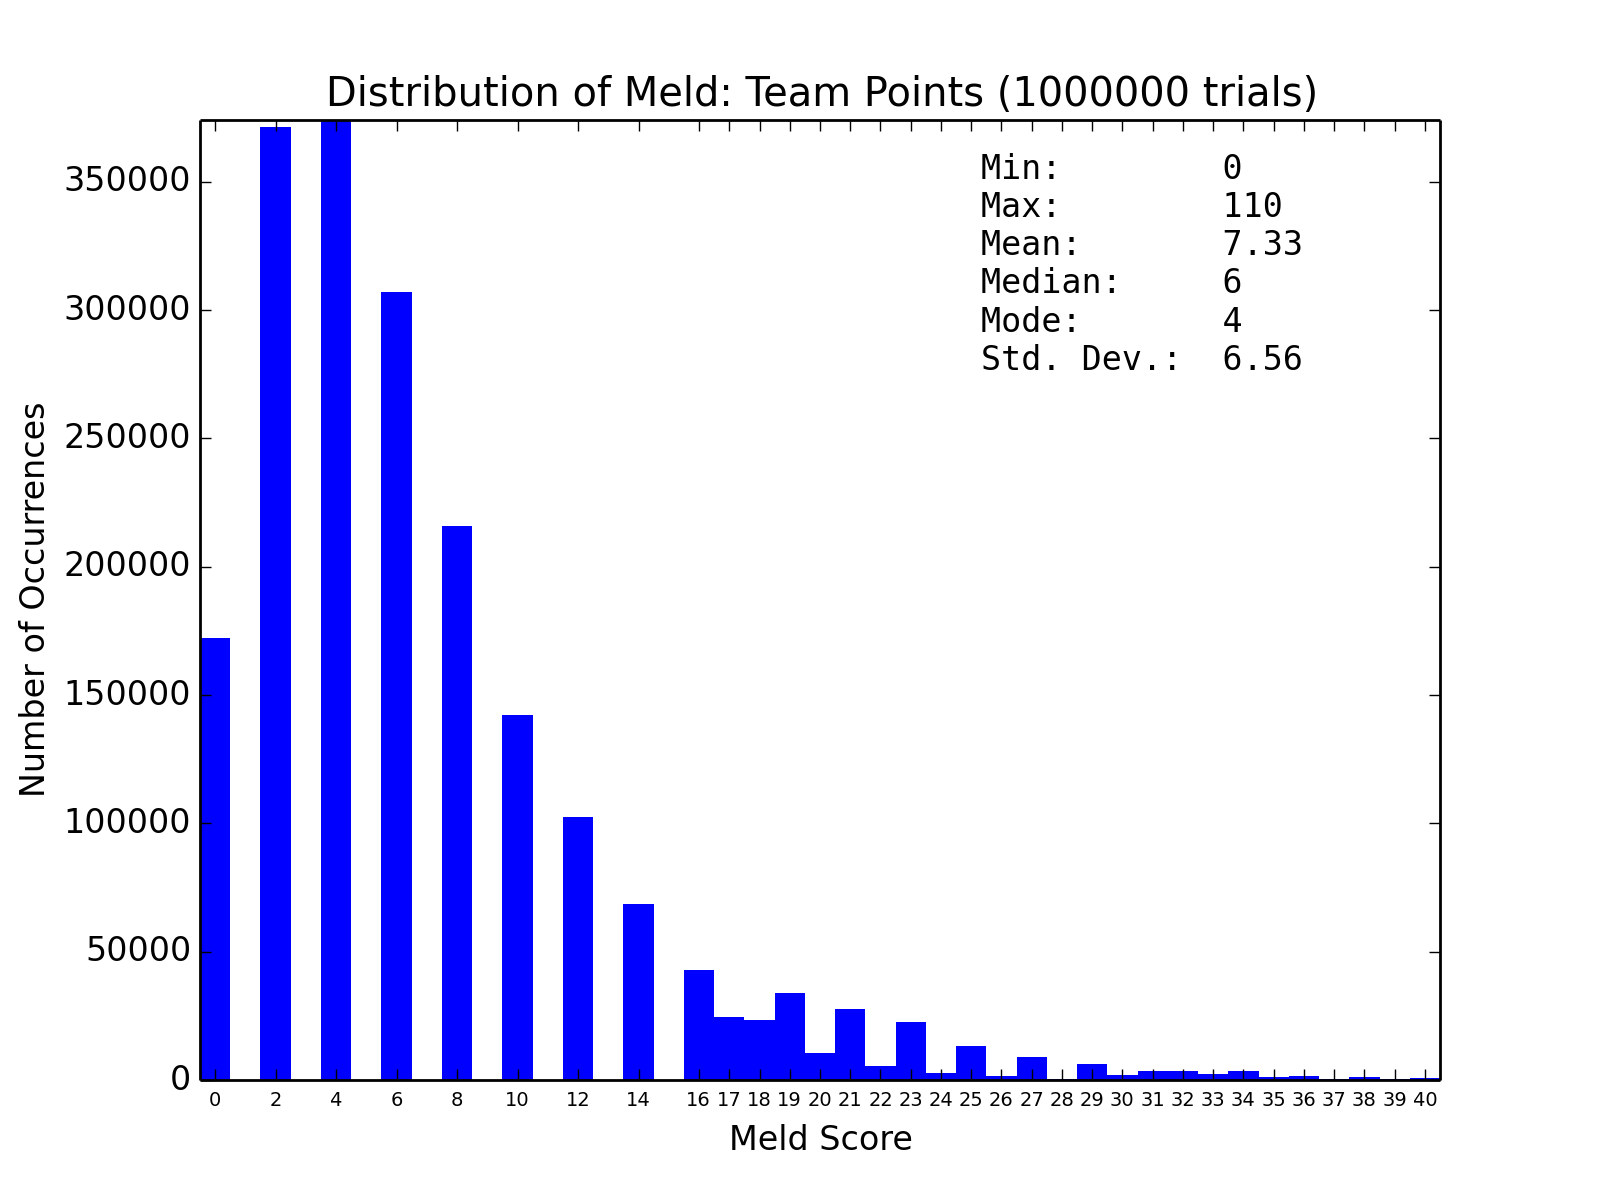 Distribution of Meld: Team Points (1000000 trials)
Min: 0
Max: 110
Mean: 7.33
Median: 6
Mode: 4
Std. Dev.: 6.56
350000
300000
250000
200000
150000
100000
50000
0
Number of Occurrences
0 2 4 6 8 10 12 14 16 17 18 19 20 21 22 23 24 25 26 27 28 29 30 31 32 33 34 35 36 37 38 39 40
Meld Score